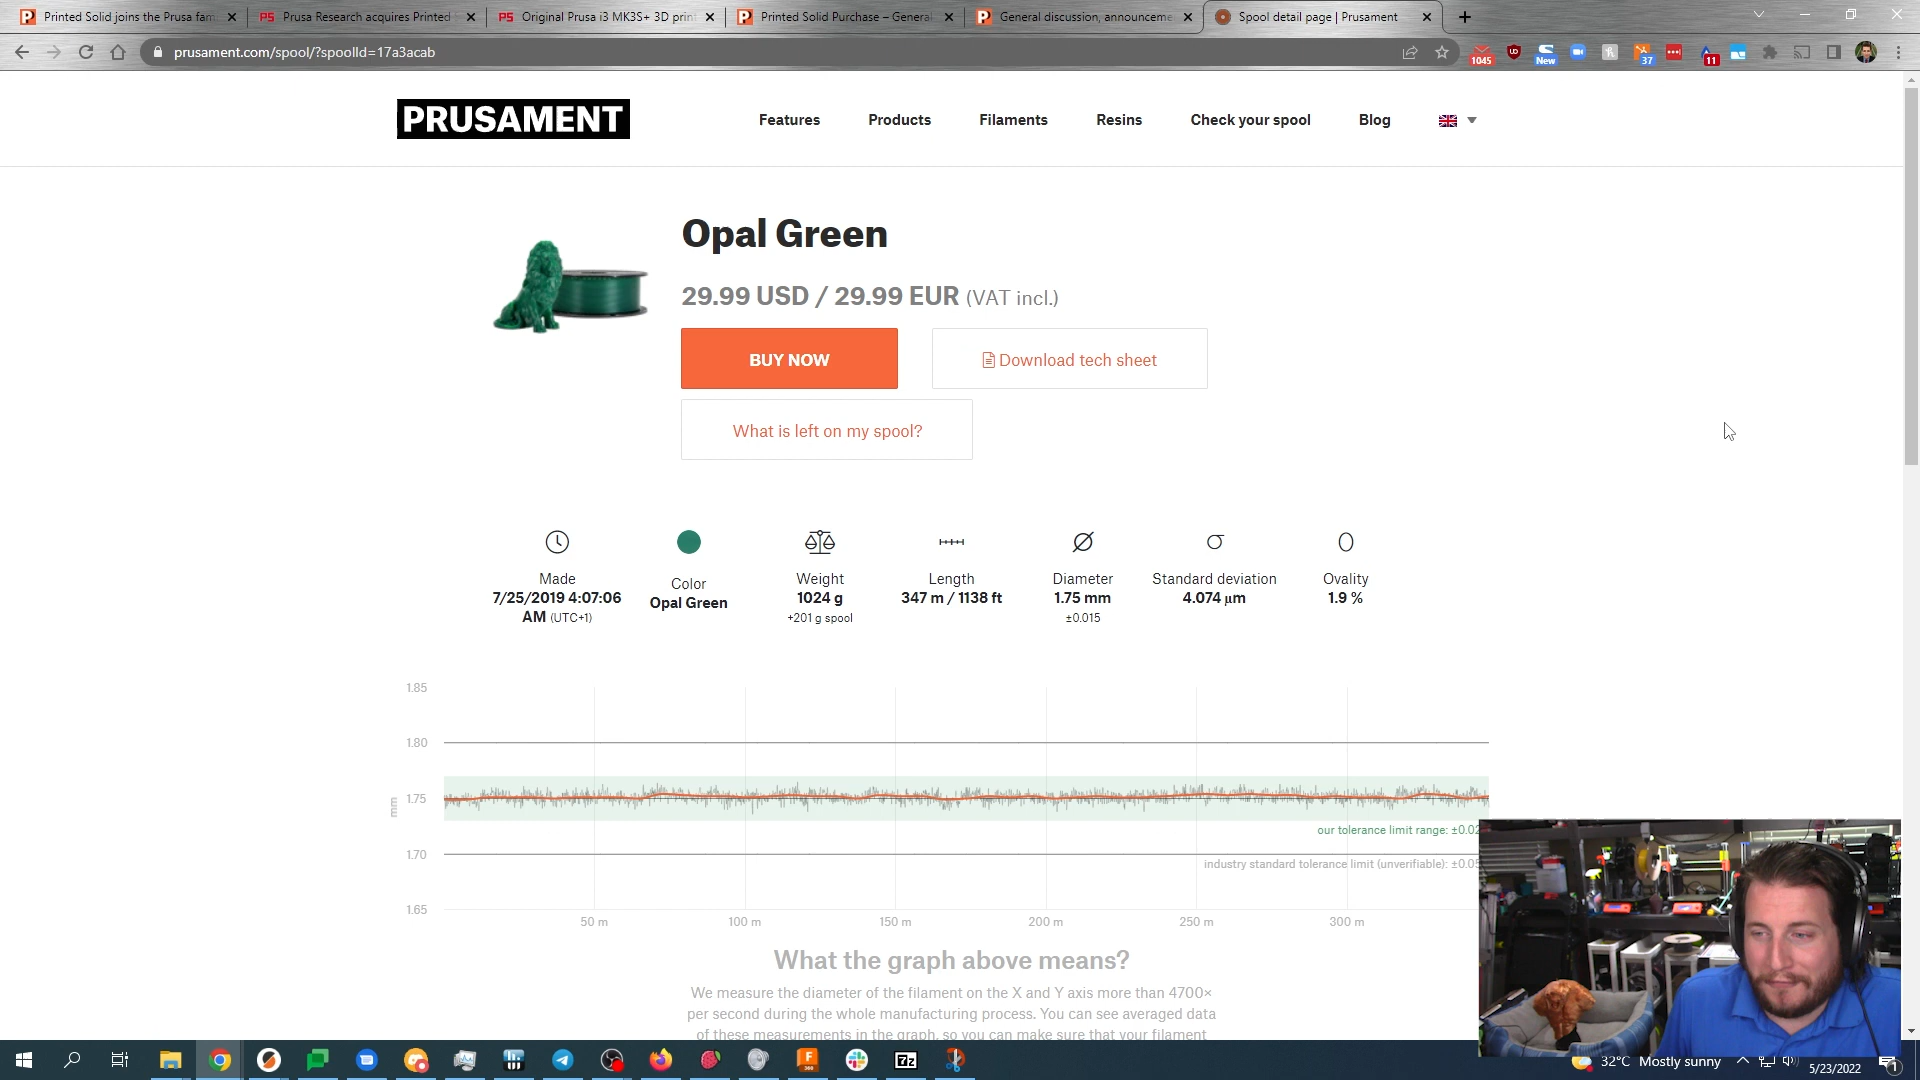 Printed Solid joins the Prusa fam
Prusa Research acquires Printed
Original Prusa i3 MK3S+ 3D prin
Printed Solid Purchase – General
General discussion, announceme
Spool detail page | Prusament
prusament.com/spool/?spoolId=17a3acab
1045
New
37
11
PRUSAMENT
Features
Products
Filaments
Resins
Check your spool
Blog
Opal Green
29.99 USD / 29.99 EUR (VAT incl.)
BUY NOW
Download tech sheet
What is left on my spool?
Made
7/25/2019 4:07:06
AM (UTC+1)
Color
Opal Green
Weight
1024 g
+201 g spool
Length
347 m / 1138 ft
Diameter
1.75 mm
±0.015
Standard deviation
4.074 µm
Ovality
1.9 %
1.85
1.80
1.75
1.70
1.65
mm
our tolerance limit range: ±0.02
industry standard tolerance limit (unverifiable): ±0.05
50 m
100 m
150 m
200 m
250 m
300 m
What the graph above means?
We measure the diameter of the filament on the X and Y axis more than 4700×
per second during the whole manufacturing process. You can see averaged data
of these measurements in the graph, so you can make sure that your filament
32°C Mostly sunny
5/23/2022
1